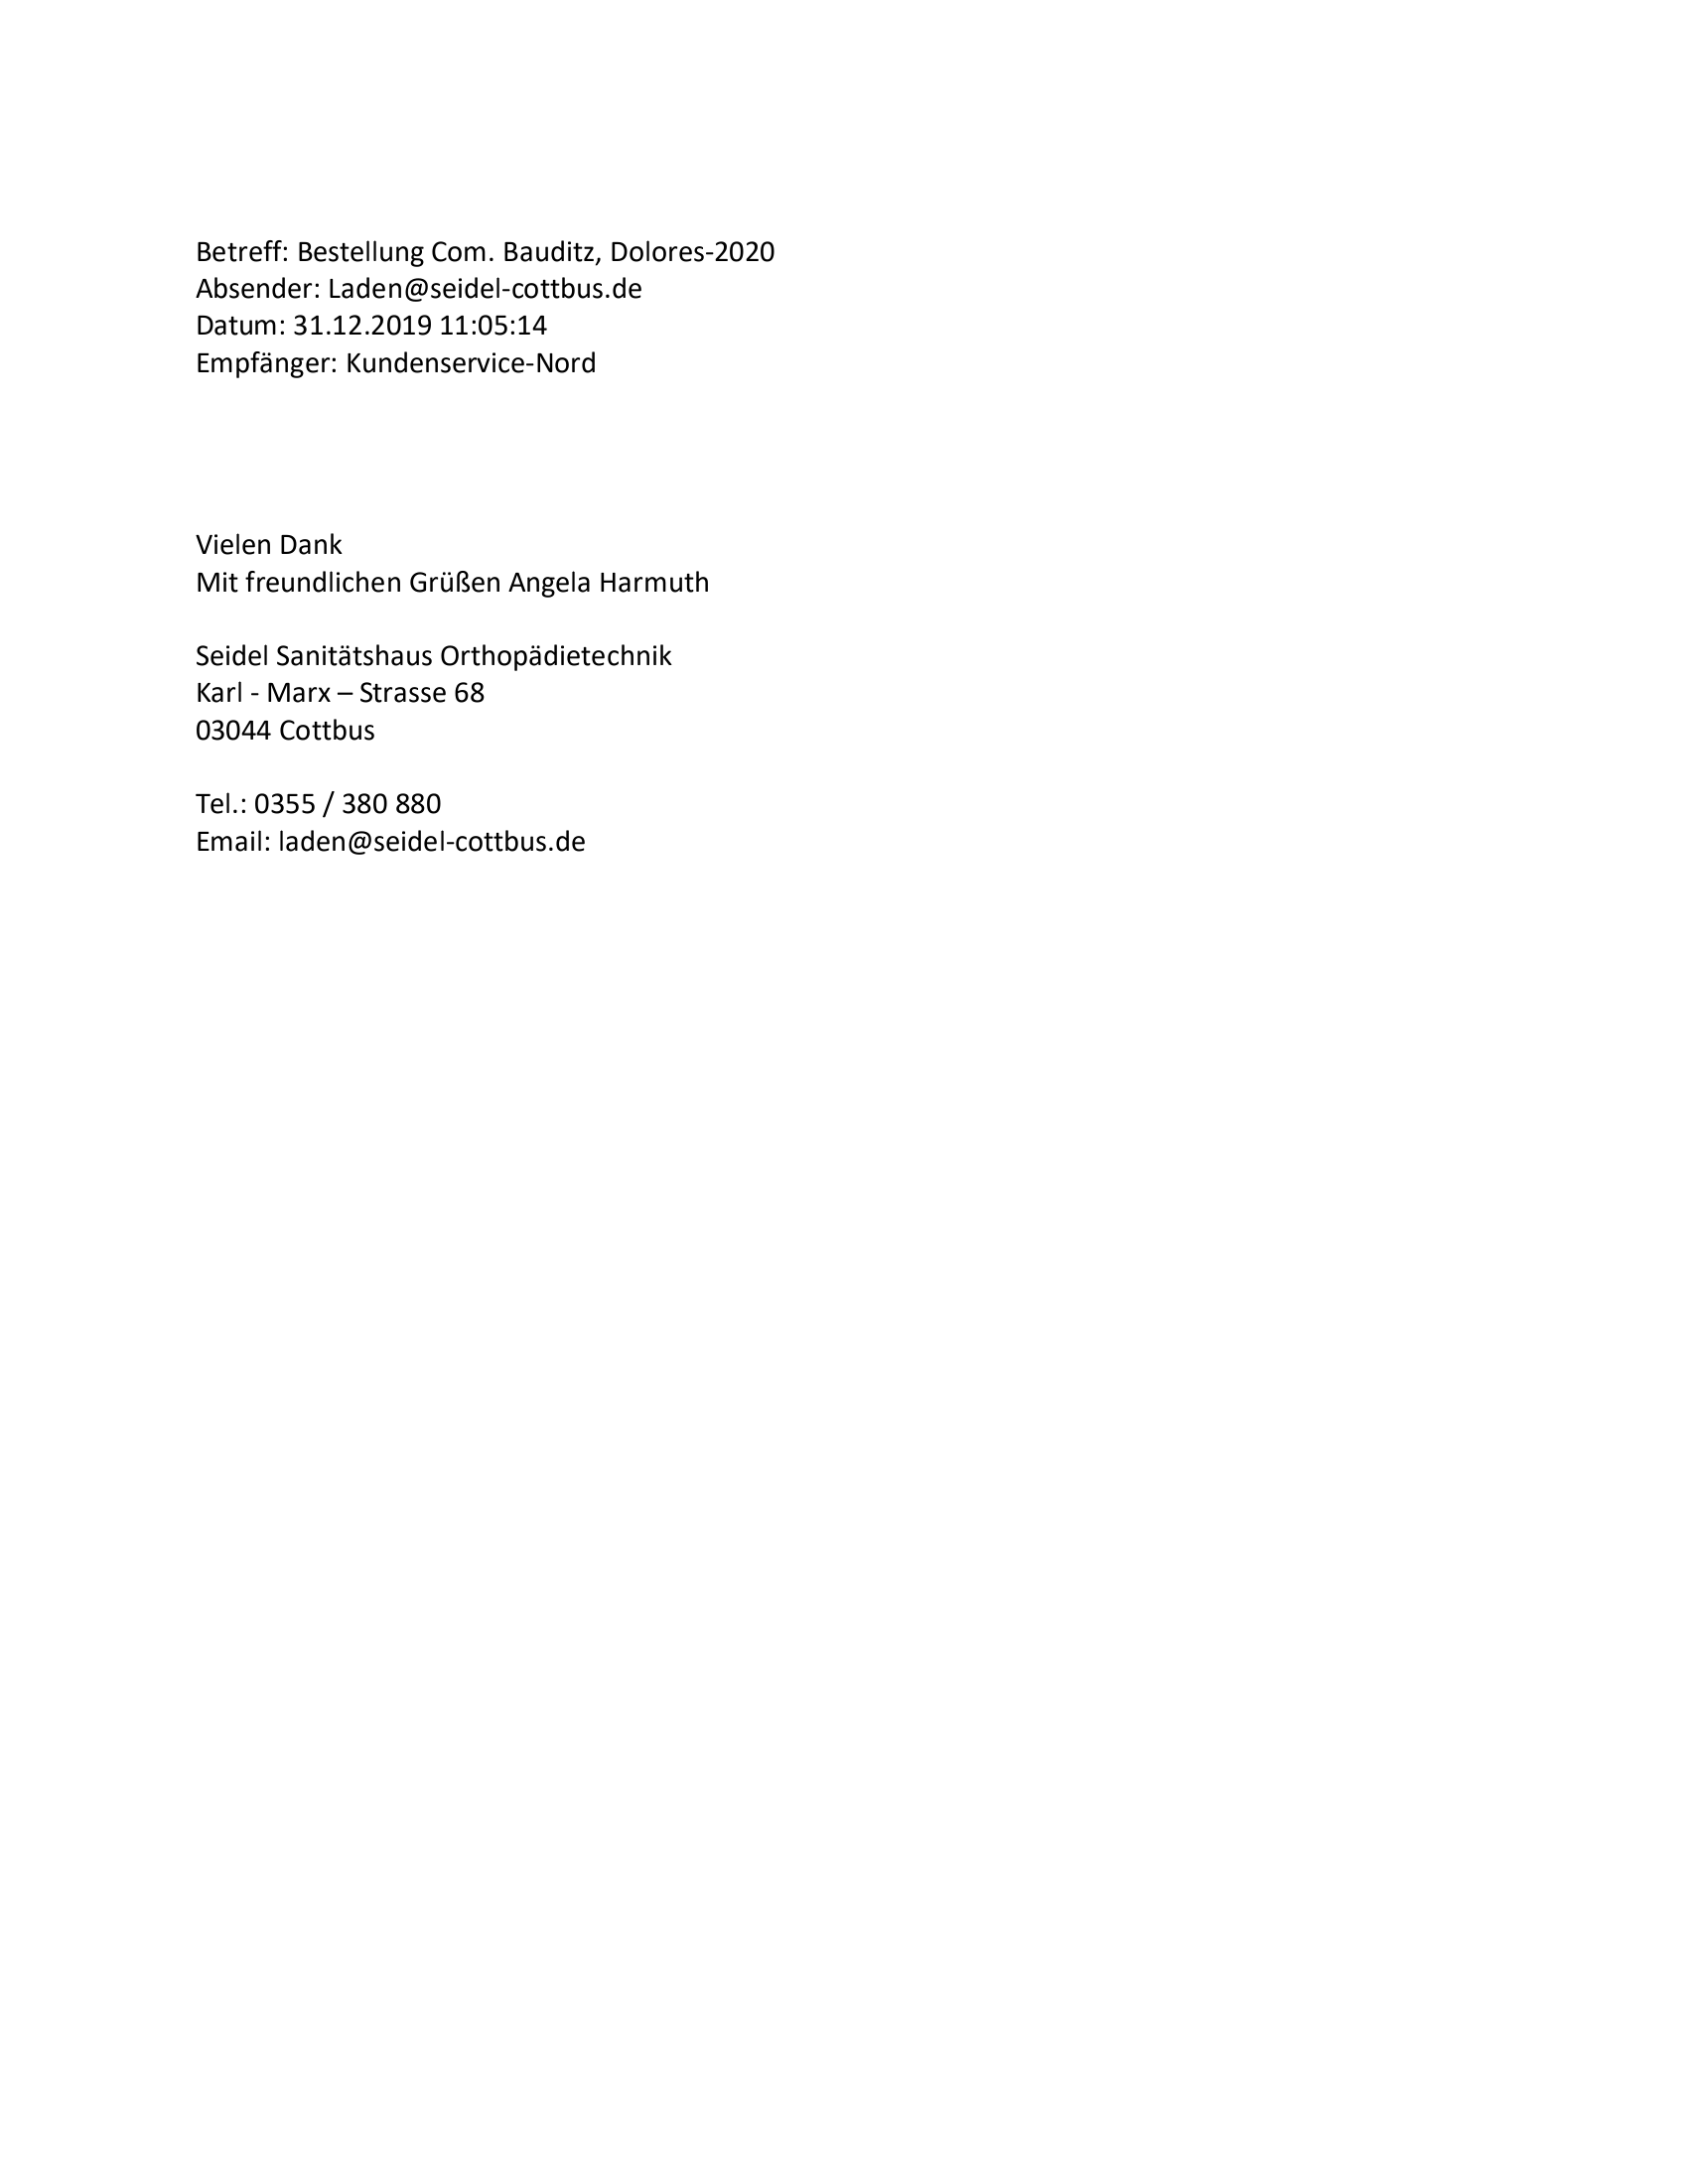 Betreff: Bestellung Com. Bauditz, Dolores-2020
Absender: Laden@seidel-cottbus.de
Datum: 31.12.2019 11:05:14
Empfänger: Kundenservice-Nord
Vielen Dank
Mit freundlichen Grüßen Angela Harmuth
Seidel Sanitätshaus Orthopädietechnik
Karl - Marx – Strasse 68
03044 Cottbus
Tel.: 0355 / 380 880
Email: laden@seidel-cottbus.de